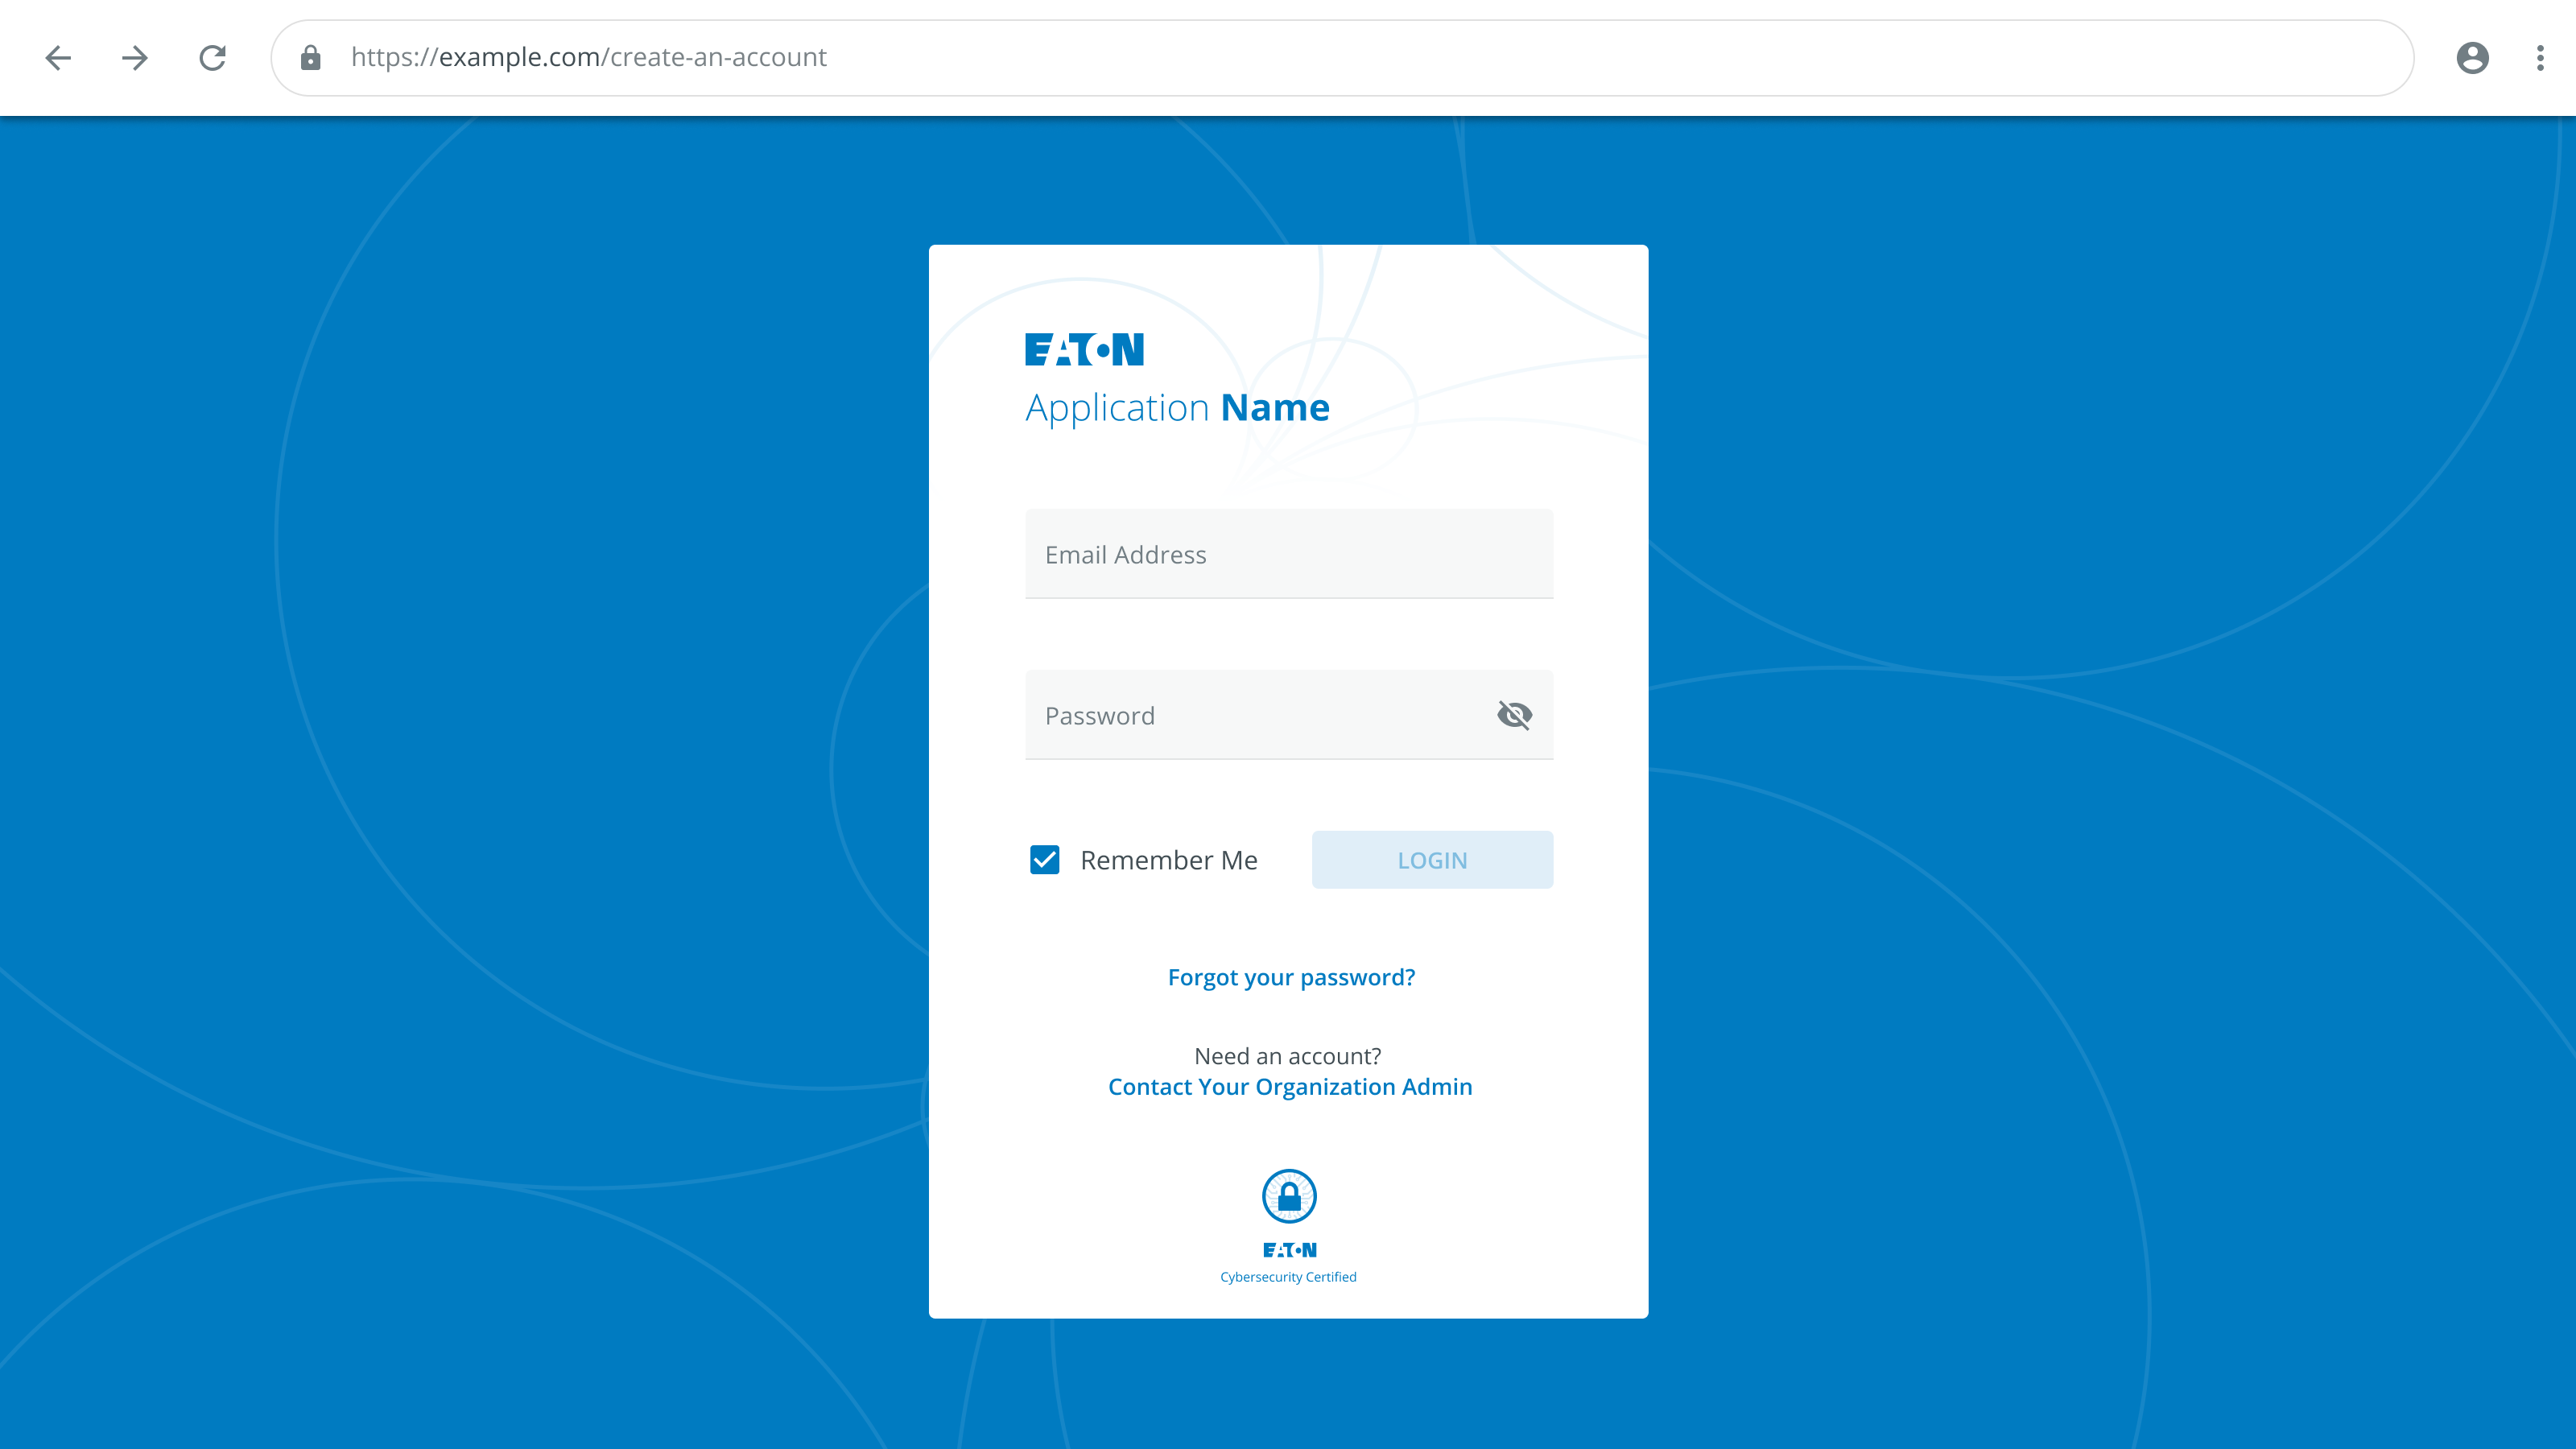 https://example.com/create-an-account
EATON
Application Name
Email Address
Password
Remember Me
LOGIN
Forgot your password?
Need an account?
Contact Your Organization Admin
EATON
Cybersecurity Certified